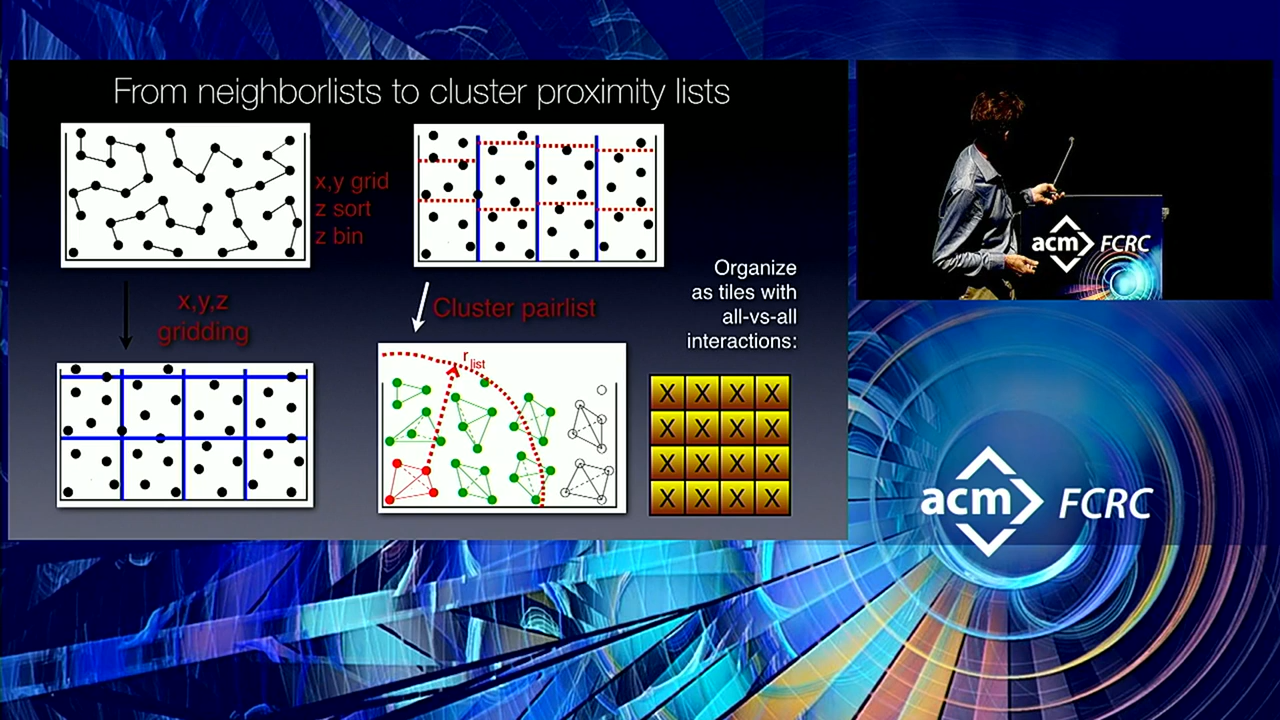 From neighborlists to cluster proximity lists
x,y grid
z sort
z bin
x,y,z
gridding
Cluster pairlist
r list
Organize
as tiles with
all-vs-all
interactions:
X X X X
X X X X
X X X X
X X X X
acm FCRC
acm FCRC